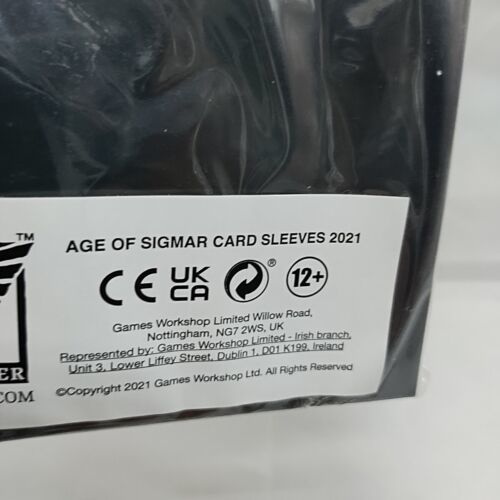 AGE OF SIGMAR CARD SLEEVES 2021
™
CE UK CA ® 12+
Games Workshop Limited Willow Road,
Nottingham, NG7 2WS, UK
Represented by: Games Workshop Limited - Irish branch,
Unit 3, Lower Liffey Street, Dublin 1, D01 K199, Ireland
©Copyright 2021 Games Workshop Ltd. All Rights Reserved
ER
.COM